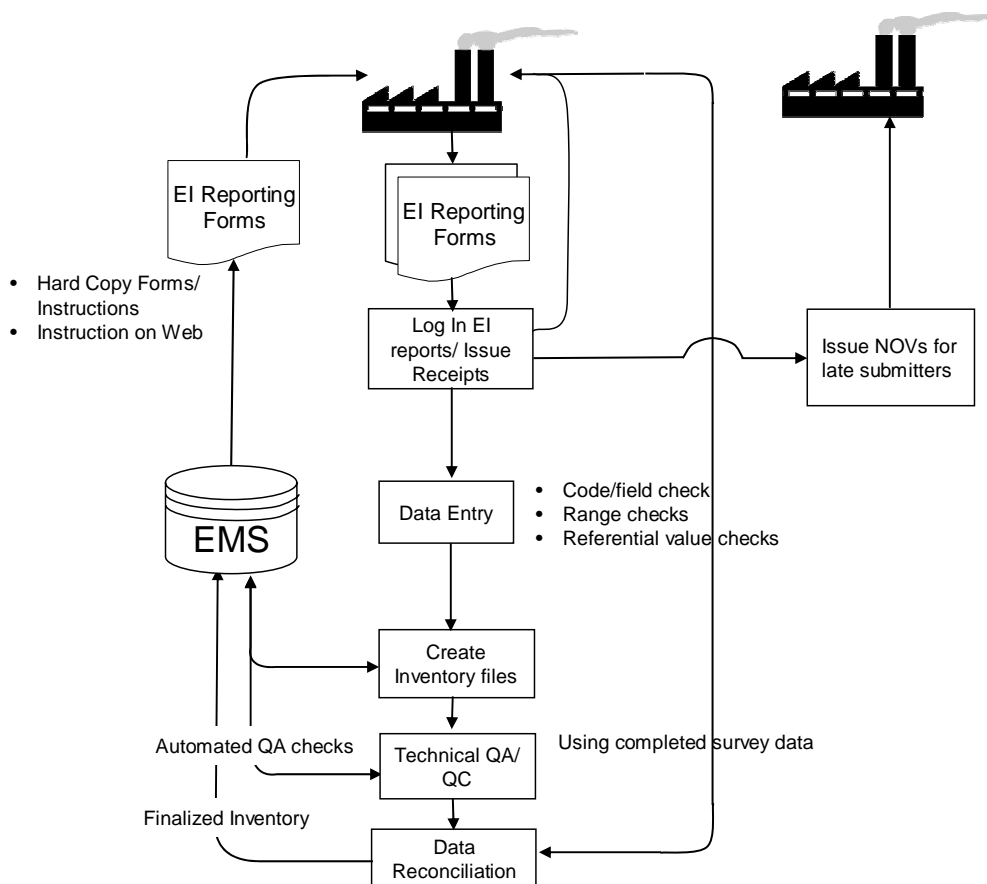 EI Reporting
Forms
EI Reporting
Forms
• Hard Copy Forms/
Instructions
• Instruction on Web
Log In EI
reports/ Issue
Receipts
Issue NOVs for
late submitters
Data Entry
• Code/field check
• Range checks
• Referential value checks
EMS
Create
Inventory files
Automated QA checks
Technical QA/
QC
Using completed survey data
Finalized Inventory
Data
Reconciliation